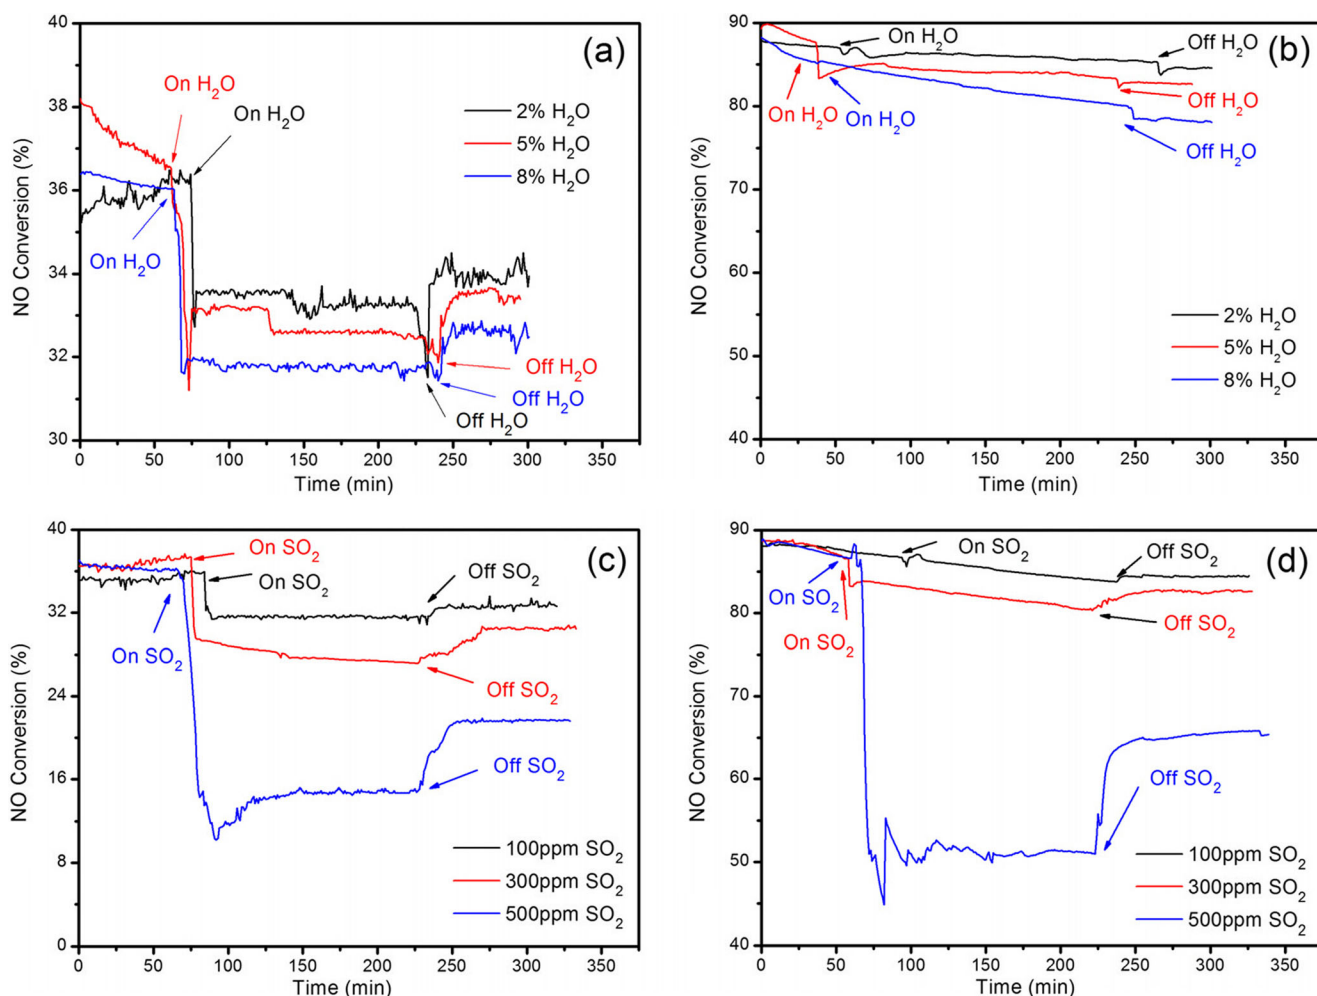 (a)
40
38
36
34
32
30
NO Conversion (%)
On H₂O
On H₂O
On H₂O
2% H₂O
5% H₂O
8% H₂O
Off H₂O
Off H₂O
Off H₂O
0 50 100 150 200 250 300 350
Time (min)
(b)
90
80
70
60
50
40
NO Conversion (%)
On H₂O
Off H₂O
On H₂O
On H₂O
Off H₂O
Off H₂O
2% H₂O
5% H₂O
8% H₂O
0 50 100 150 200 250 300 350
Time (min)
(c)
40
32
24
16
8
0
NO Conversion (%)
On SO₂
On SO₂
Off SO₂
On SO₂
Off SO₂
Off SO₂
100ppm SO₂
300ppm SO₂
500ppm SO₂
0 50 100 150 200 250 300 350
Time (min)
(d)
90
80
70
60
50
40
NO Conversion (%)
On SO₂
Off SO₂
On SO₂
On SO₂
Off SO₂
Off SO₂
100ppm SO₂
300ppm SO₂
500ppm SO₂
0 50 100 150 200 250 300 350
Time (min)